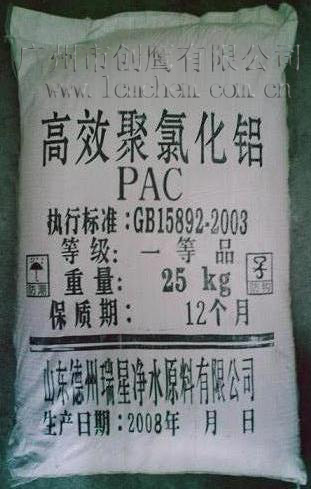 广州市创鹰有限公司
www.lcmchem.com.cn
高效聚氯化铝
PAC
执行标准:GB15892-2003
等级:一等品
重量:25 kg
保质期:12个月
防潮
山东德州瑞星净水原料有限公司
生产日期:2008年 月 日